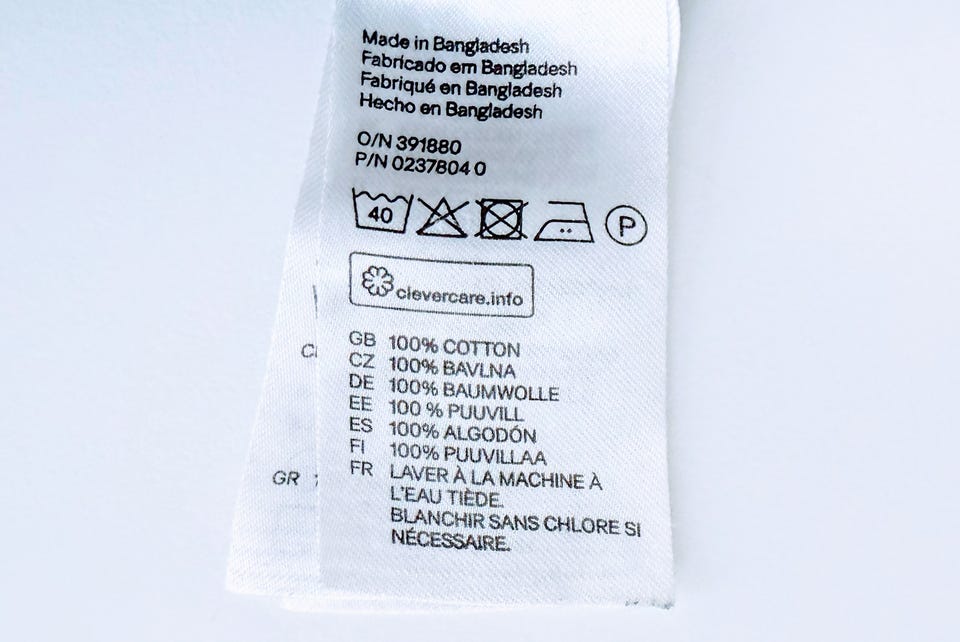 Made in Bangladesh
Fabricado em Bangladesh
Fabriqué en Bangladesh
Hecho en Bangladesh
O/N 391880
P/N 0237804 0
40
P
clevercare.info
GB 100% COTTON
CZ 100% BAVLNA
DE 100% BAUMWOLLE
EE 100 % PUUVILL
ES 100% ALGODÓN
FI 100% PUUVILLAA
FR LAVER À LA MACHINE À
L'EAU TIÈDE.
BLANCHIR SANS CHLORE SI
NÉCESSAIRE.
GR